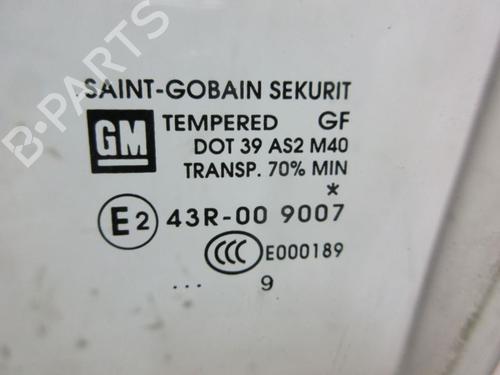 SAINT-GOBAIN SEKURIT
GM TEMPERED GF
DOT 39 AS2 M40
TRANSP. 70% MIN
*
E2 43R-00 9007
CCC E000189
... 9
B-PARTS